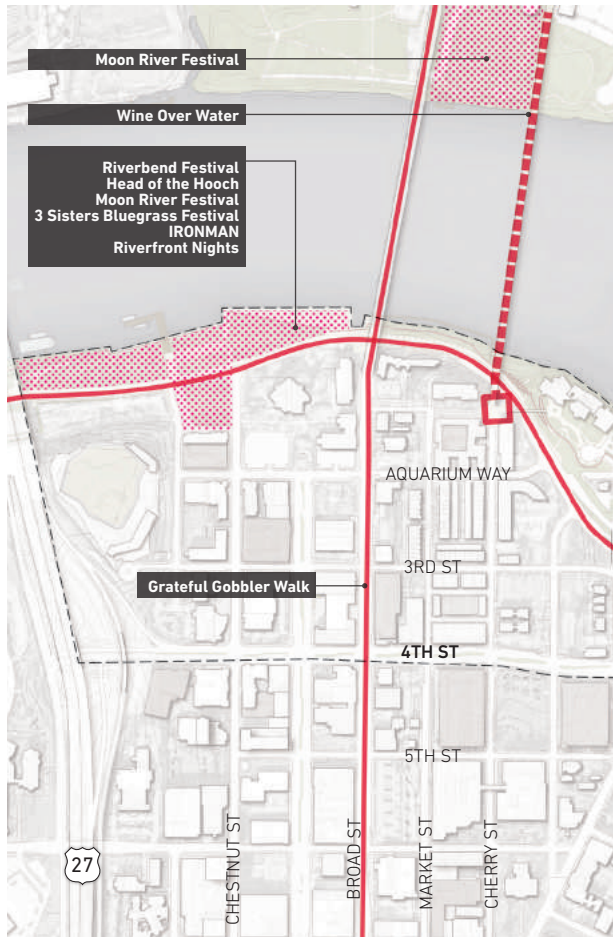 Moon River Festival
Wine Over Water
Riverbend Festival
Head of the Hooch
Moon River Festival
3 Sisters Bluegrass Festival
IRONMAN
Riverfront Nights
AQUARIUM WAY
3RD ST
Grateful Gobbler Walk
4TH ST
5TH ST
CHESTNUT ST
BROAD ST
MARKET ST
CHERRY ST
27